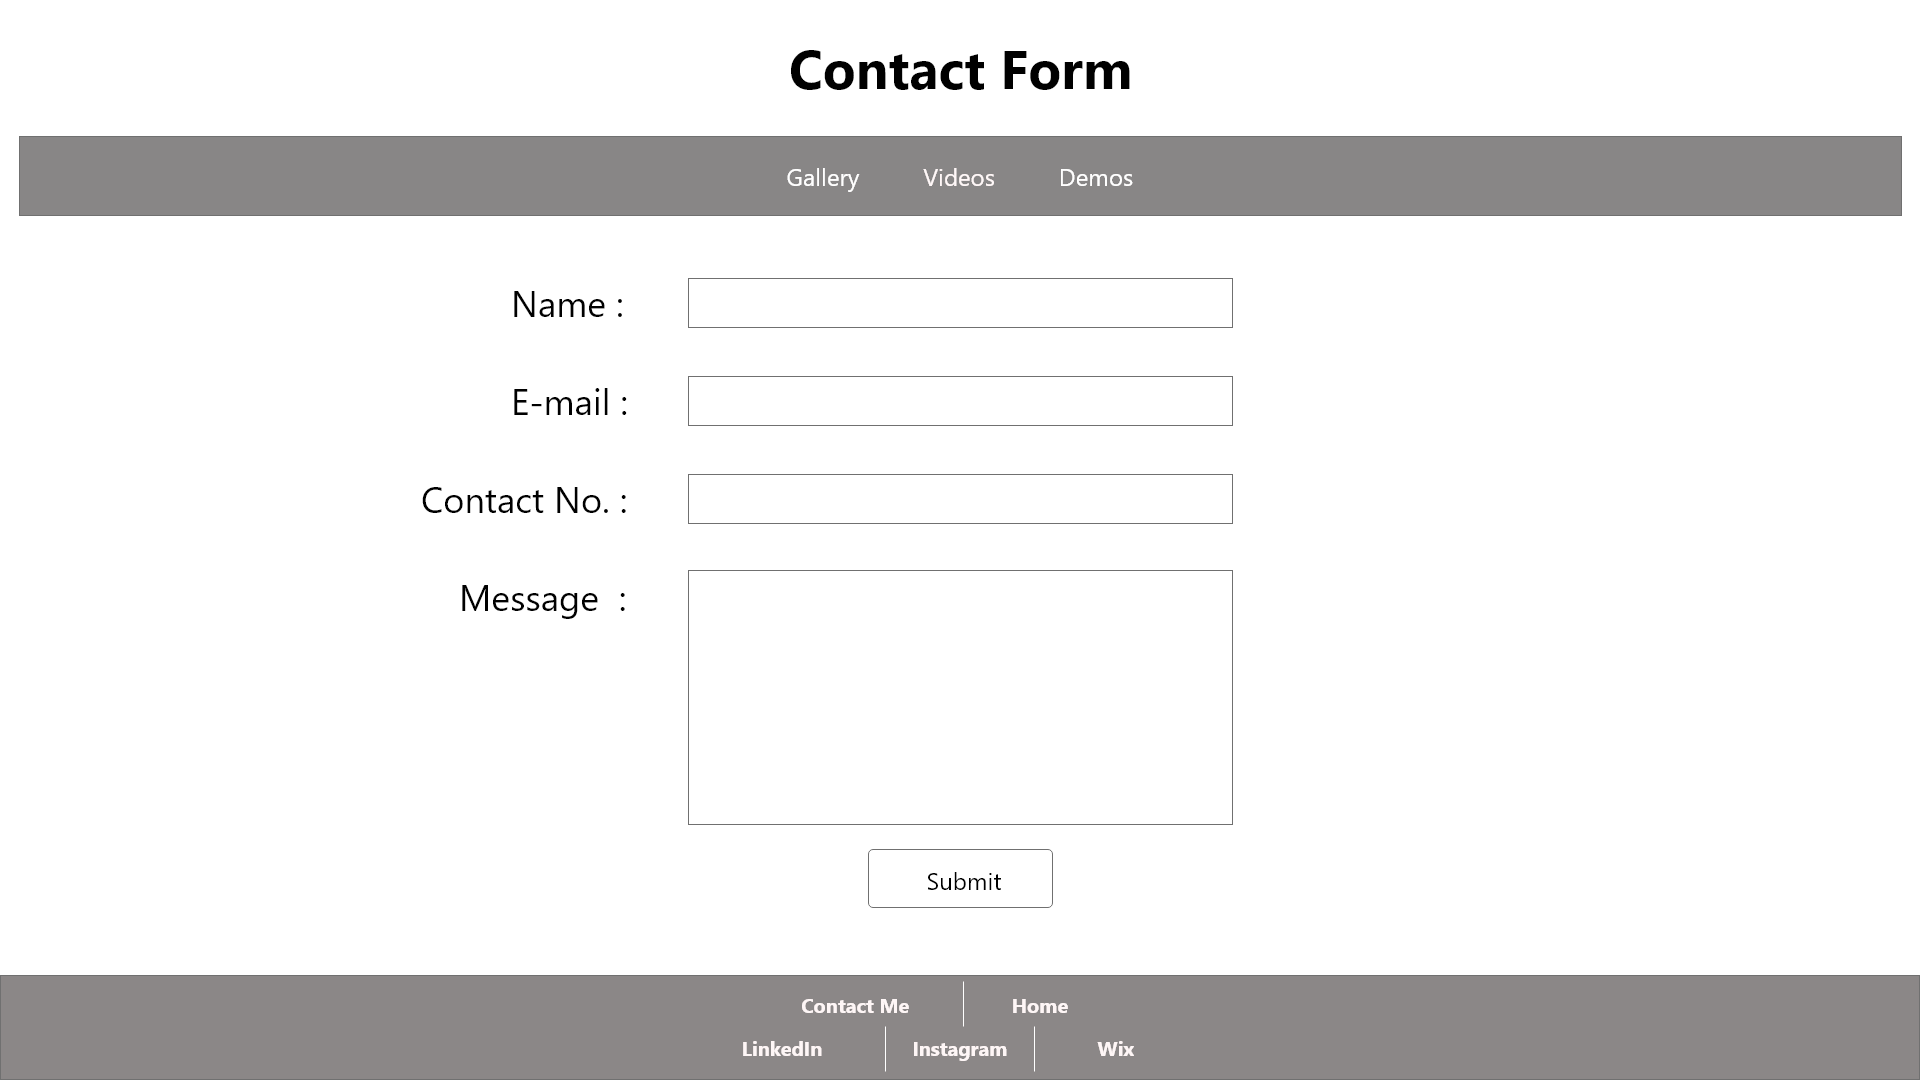 Contact Form
Gallery Videos Demos
Name :
E-mail :
Contact No. :
Message  :
Submit
Contact Me Home
LinkedIn Instagram Wix